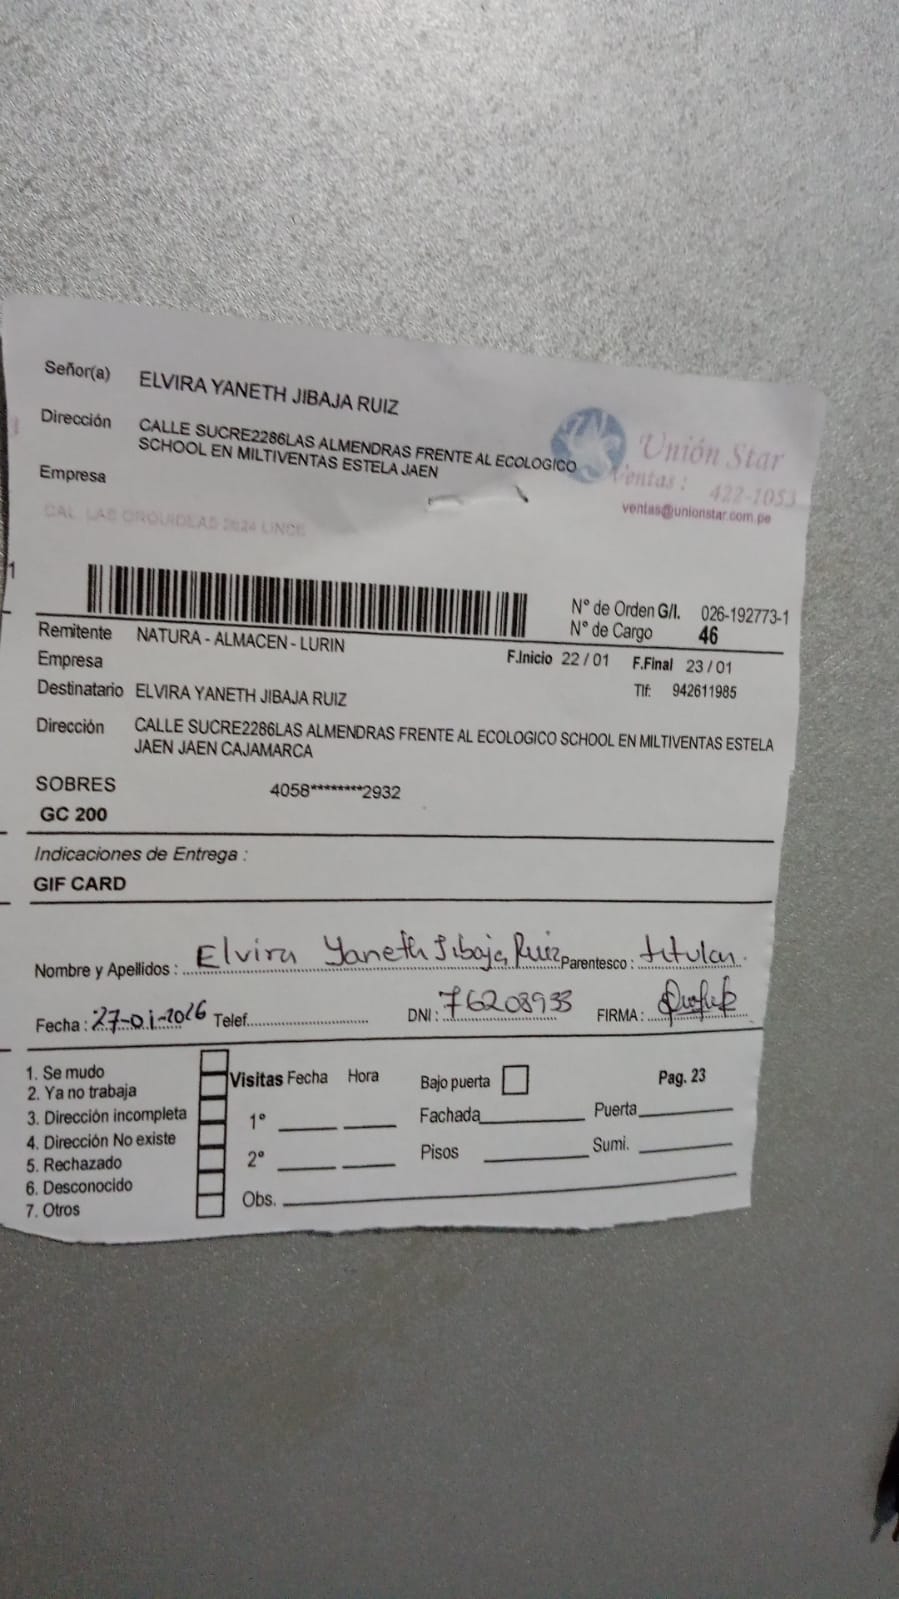 Señor(a) ELVIRA YANETH JIBAJA RUIZ
Dirección CALLE SUCRE2286LAS ALMENDRAS FRENTE AL ECOLOGICO
SCHOOL EN MILTIVENTAS ESTELA JAEN
Empresa
Unión Star
Ventas : 422-1053
ventas@unionstar.com.pe
CAL. LAS ORQUIDEAS 2624 LINCE
1
N° de Orden G/I. 026-192773-1
N° de Cargo 46
Remitente NATURA - ALMACEN - LURIN
F.Inicio 22 / 01 F.Final 23 / 01
Empresa
Tlf: 942611985
Destinatario ELVIRA YANETH JIBAJA RUIZ
Dirección CALLE SUCRE2286LAS ALMENDRAS FRENTE AL ECOLOGICO SCHOOL EN MILTIVENTAS ESTELA
JAEN JAEN CAJAMARCA
SOBRES 4058********2932
GC 200
Indicaciones de Entrega :
GIF CARD
Nombre y Apellidos : Elvira Yaneth Jibaja Ruiz Parentesco : titular.
Fecha : 27-01-2026 Telef. DNI : 76208933 FIRMA :
1. Se mudo
2. Ya no trabaja
3. Dirección incompleta
4. Dirección No existe
5. Rechazado
6. Desconocido
7. Otros
Visitas Fecha Hora Bajo puerta Pag. 23
1° Fachada Puerta
2° Pisos Sumi.
Obs.